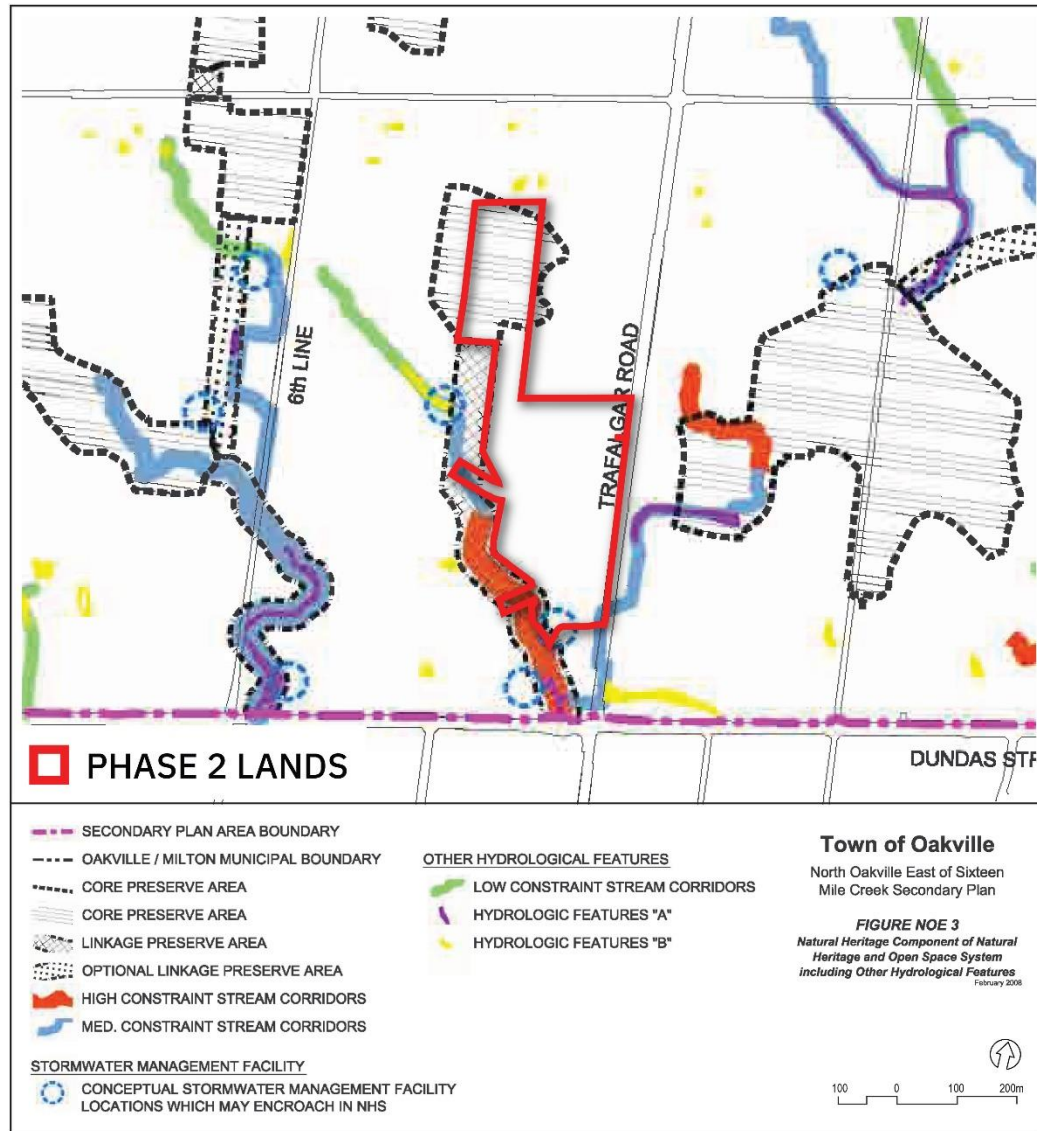 6th LINE
TRAFALGAR ROAD
PHASE 2 LANDS
DUNDAS STR
SECONDARY PLAN AREA BOUNDARY
OAKVILLE / MILTON MUNICIPAL BOUNDARY
CORE PRESERVE AREA
CORE PRESERVE AREA
LINKAGE PRESERVE AREA
OPTIONAL LINKAGE PRESERVE AREA
HIGH CONSTRAINT STREAM CORRIDORS
MED. CONSTRAINT STREAM CORRIDORS
STORMWATER MANAGEMENT FACILITY
CONCEPTUAL STORMWATER MANAGEMENT FACILITY
LOCATIONS WHICH MAY ENCROACH IN NHS
OTHER HYDROLOGICAL FEATURES
LOW CONSTRAINT STREAM CORRIDORS
HYDROLOGIC FEATURES "A"
HYDROLOGIC FEATURES "B"
Town of Oakville
North Oakville East of Sixteen
Mile Creek Secondary Plan
FIGURE NOE 3
Natural Heritage Component of Natural
Heritage and Open Space System
including Other Hydrological Features
February 2008
100 0 100 200m